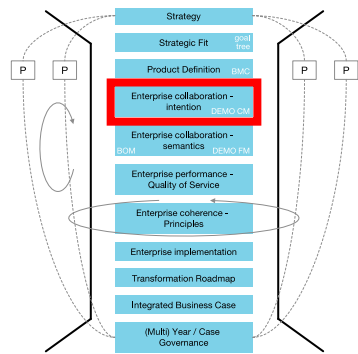 Strategy
Strategic Fit
goal
tree
Product Definition
BMC
P
P
P
P
Enterprise collaboration -
intention
DEMO CM
Enterprise collaboration -
semantics
BOM
DEMO FM
Enterprise performance -
Quality of Service
Enterprise coherence -
Principles
Enterprise implementation
Transformation Roadmap
Integrated Business Case
(Multi) Year / Case
Governance